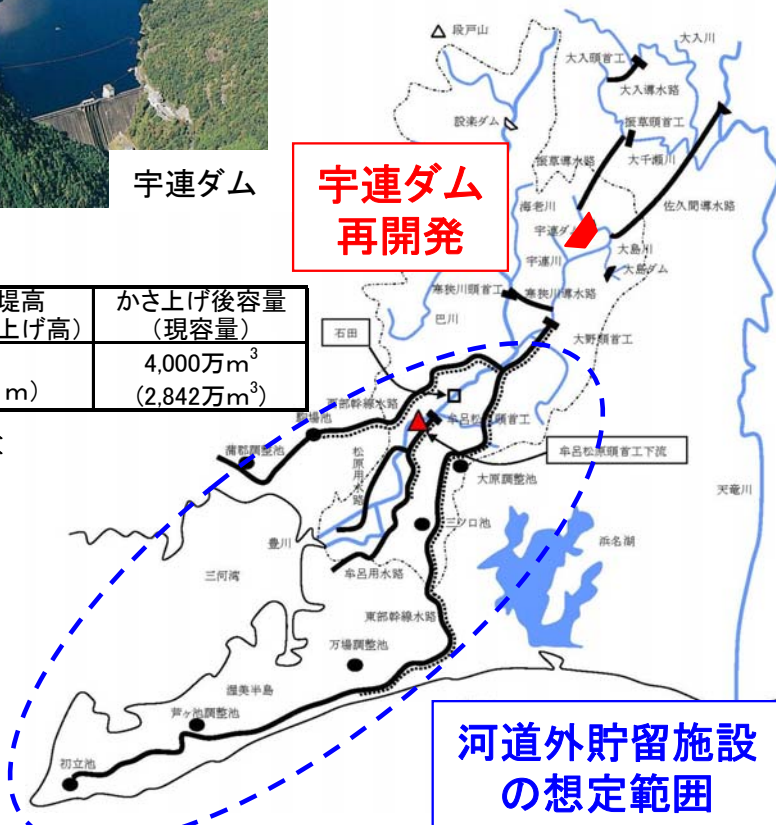 宇連ダム
宇連ダム
再開発
堤高
上げ高)
かさ上げ後容量
(現容量)
m)
4,000万m³
(2,842万m³)
段戸山
大入川
大入頭首工
大入導水路
設楽ダム
振草頭首工
振草導水路
大千瀬川
海老川
佐久間導水路
宇連ダム
宇連川
大島川
大島ダム
寒狭川頭首工
寒狭川導水路
巴川
石田
大野頭首工
西部幹線水路
駒場池
牟呂松原頭首工
蒲郡調整池
松原用水路
牟呂松原頭首工下流
大原調整池
天竜川
三ツ口池
豊川
浜名湖
三河湾
牟呂用水路
東部幹線水路
万場調整池
渥美半島
芦ヶ池調整池
初立池
河道外貯留施設
の想定範囲